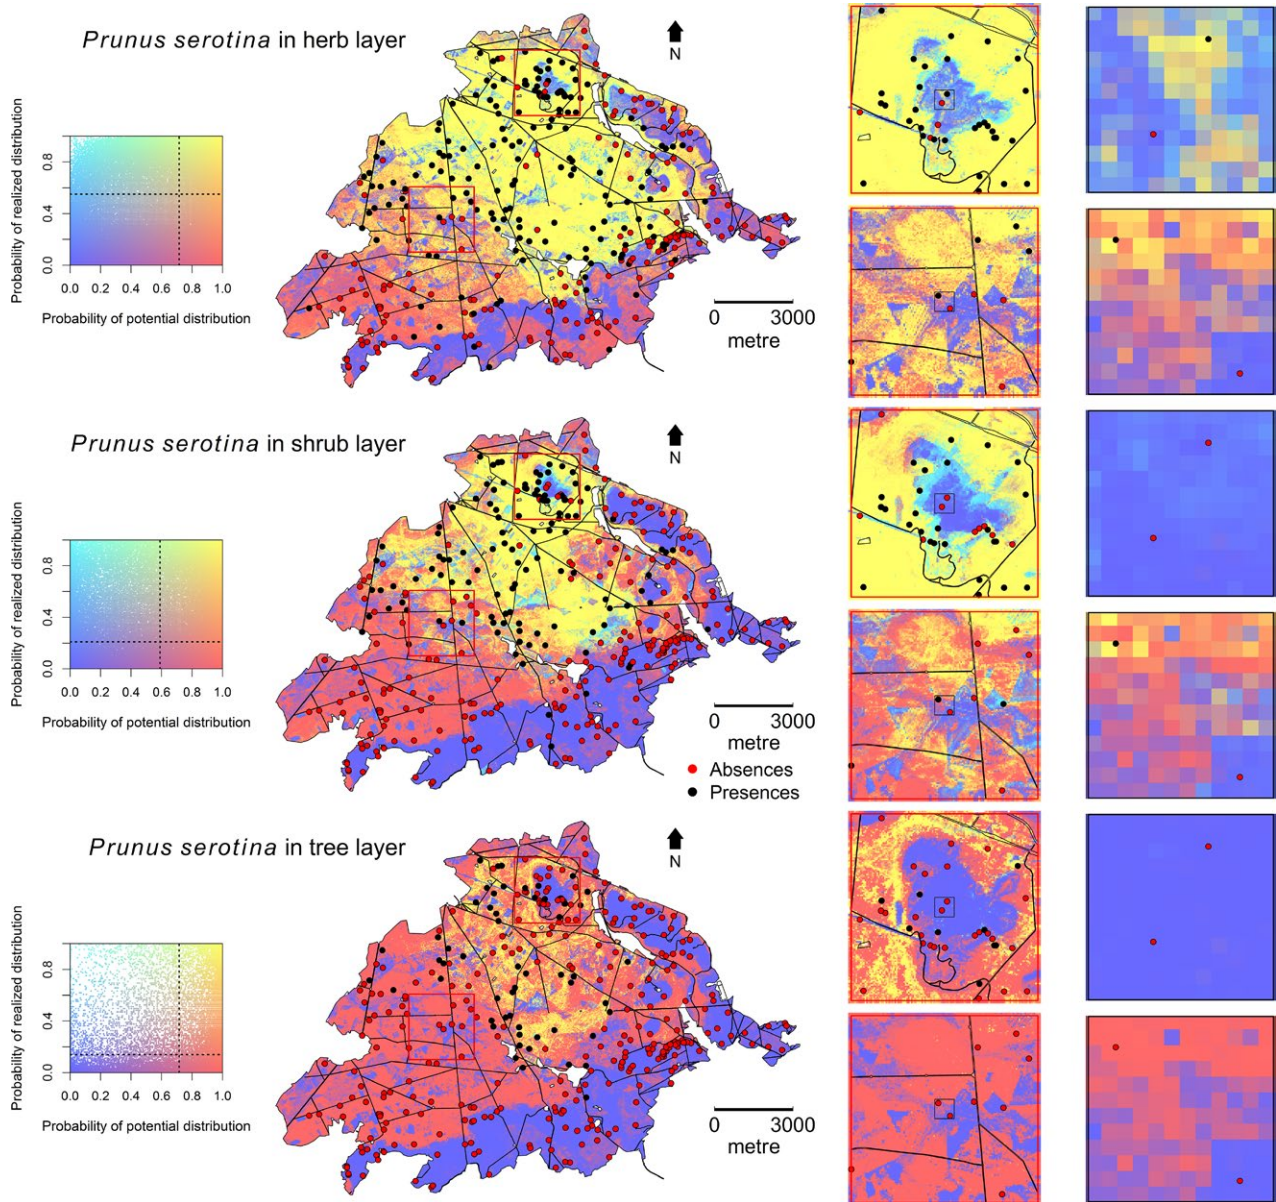 Prunus serotina in herb layer
N
Probability of realized distribution
0.8
0.4
0.0
0.0 0.2 0.4 0.6 0.8 1.0
Probability of potential distribution
0 3000
metre
Prunus serotina in shrub layer
N
Probability of realized distribution
0.8
0.4
0.0
0.0 0.2 0.4 0.6 0.8 1.0
Probability of potential distribution
0 3000
metre
Absences
Presences
Prunus serotina in tree layer
N
Probability of realized distribution
0.8
0.4
0.0
0.0 0.2 0.4 0.6 0.8 1.0
Probability of potential distribution
0 3000
metre